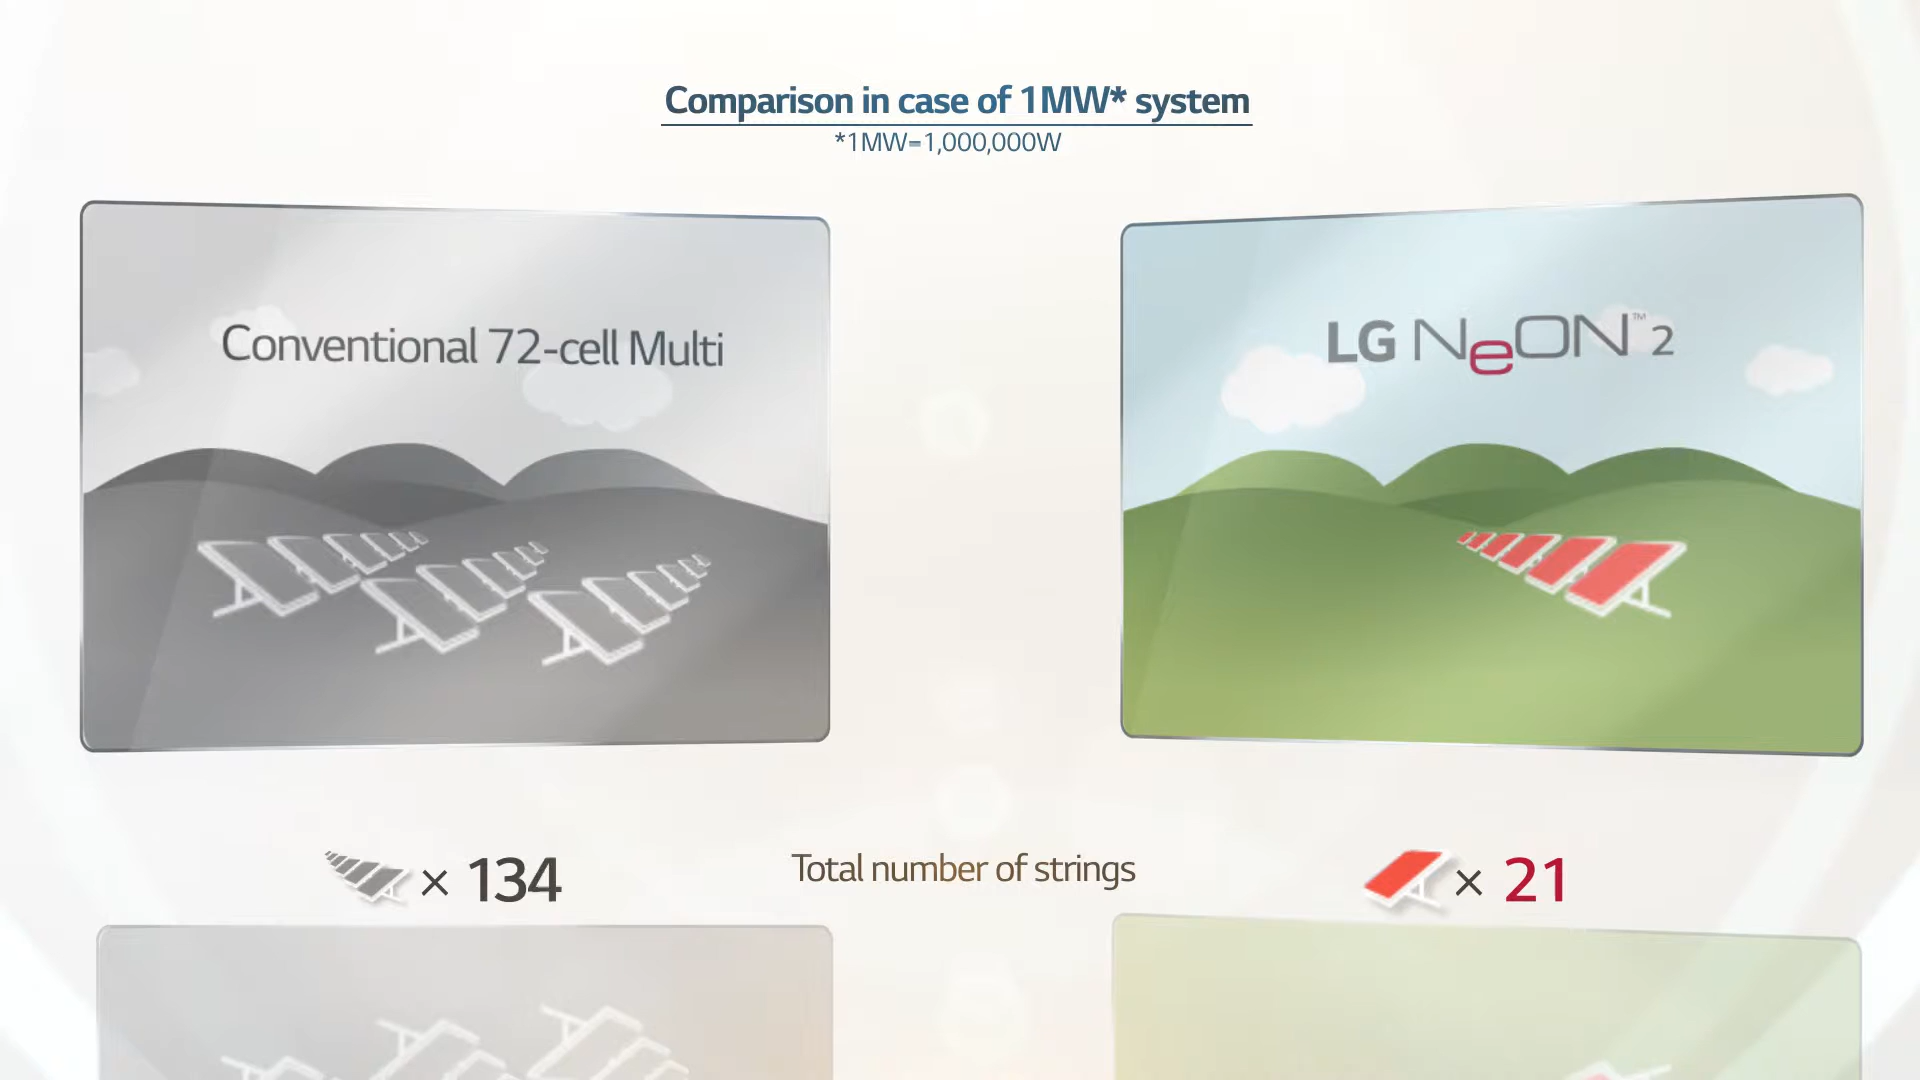 Comparison in case of 1MW* system
*1MW=1,000,000W
Conventional 72-cell Multi
LG NeON™ 2
× 134
Total number of strings
× 21